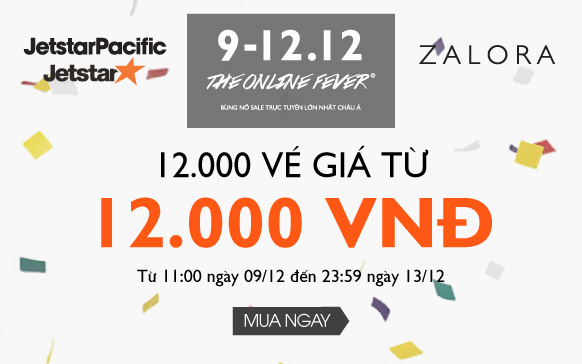 JetstarPacific
Jetstar
9-12.12
THE ONLINE FEVER©
BÙNG NỔ SALE TRỰC TUYẾN LỚN NHẤT CHÂU Á
ZALORA
12.000 VÉ GIÁ TỪ
12.000 VNĐ
Từ 11:00 ngày 09/12 đến 23:59 ngày 13/12
MUA NGAY